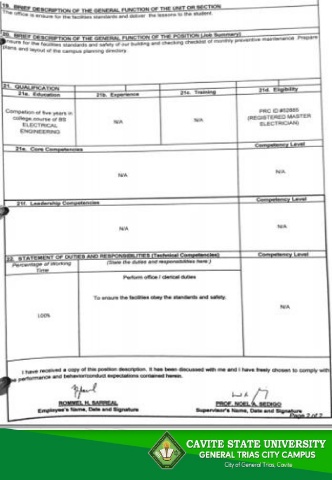 19. BRIEF DESCRIPTION OF THE GENERAL FUNCTION OF THE UNIT OR SECTION
The office is ensure for the facilities standards and deliver the lessons to the student.
20. BRIEF DESCRIPTION OF THE GENERAL FUNCTION OF THE POSITION (Job Summary)
Ensure for the facilities standards and safety of our building and checking checklist of monthly preventive maintenance. Prepare
plans and layout of the campus planning directory.
21. QUALIFICATION
21a. Education 21b. Experience 21c. Training 21d. Eligibility
Competion of five years in
college,course of BS
ELECTRICAL
ENGINEERING
N/A
N/A
PRC ID #52885
(REGISTERED MASTER
ELECTRICIAN)
21e. Core Competencies Competency Level
N/A N/A
21f. Leadership Competencies Competency Level
N/A N/A
22. STATEMENT OF DUTIES AND RESPONSIBILITIES (Technical Competencies) Competency Level
Percentage of Working
Time
(State the duties and responsibilities here:)
Perform office / clerical duties
To ensure the facilities obey the standards and safety.
100%
N/A
I have received a copy of this position description. It has been discussed with me and I have freely chosen to comply with
the performance and behavior/conduct expectations contained herein.
ROMMEL H. SARREAL PROF. NOEL A. SEDIGO
Employee's Name, Date and Signature Supervisor's Name, Date and Signature
Page 2 of 2
CAVITE STATE UNIVERSITY
GENERAL TRIAS CITY CAMPUS
City of General Trias, Cavite